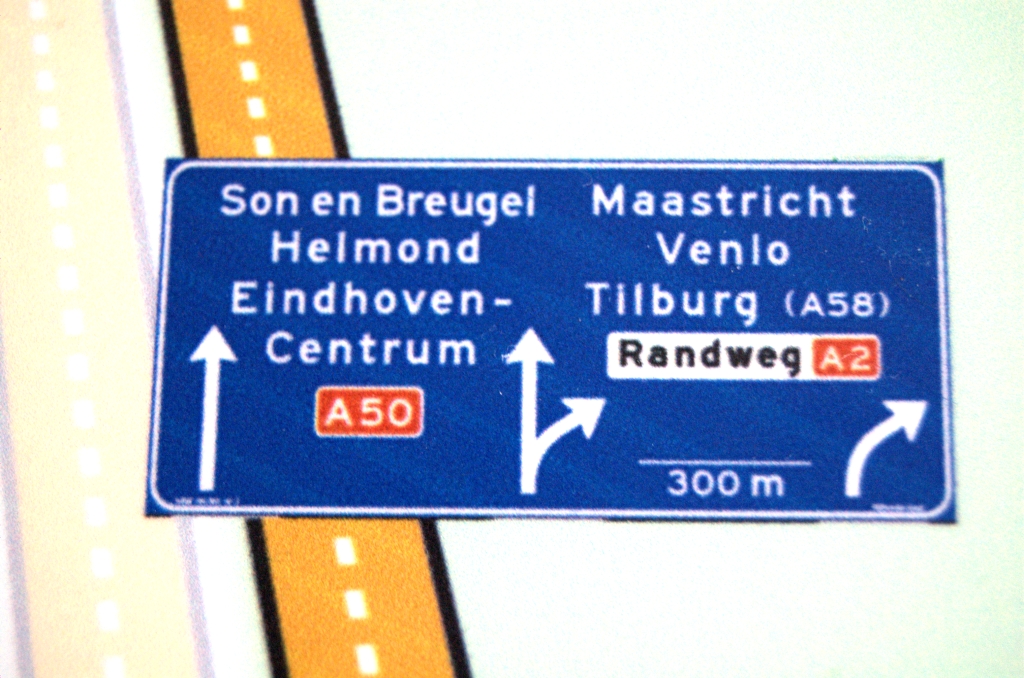 Son en Breugel
Helmond
Eindhoven-
Centrum
A50
Maastricht
Venlo
Tilburg (A58)
Randweg A2
300 m